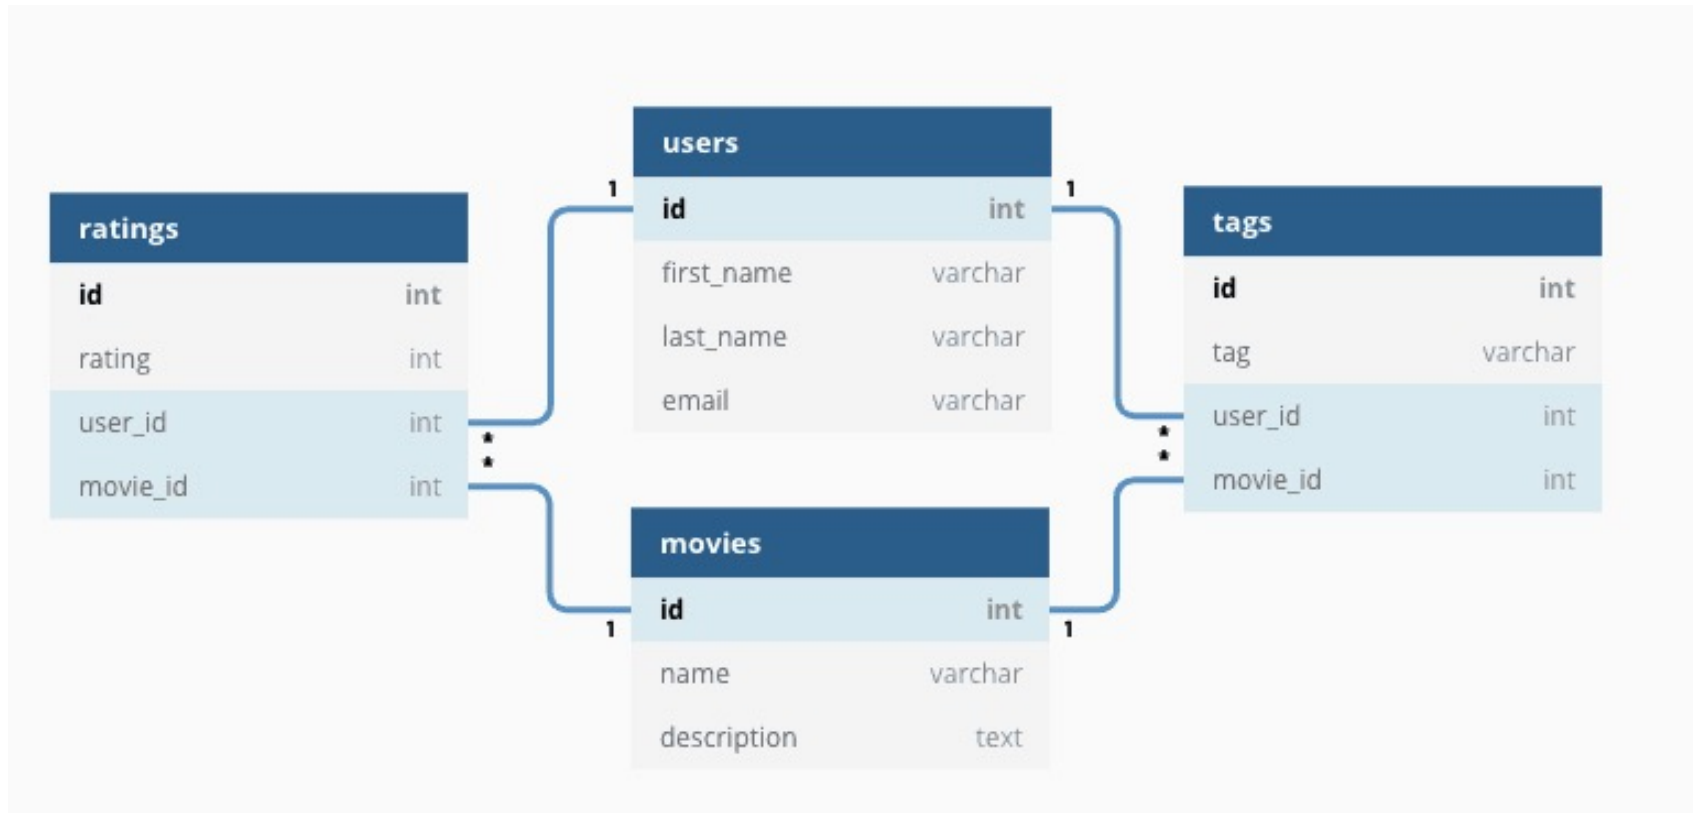 users
1
id int
1
first_name varchar
last_name varchar
email varchar
ratings
id int
rating int
user_id int
*
*
movie_id int
tags
id int
tag varchar
user_id int
*
*
movie_id int
movies
id int
1
1
name varchar
description text